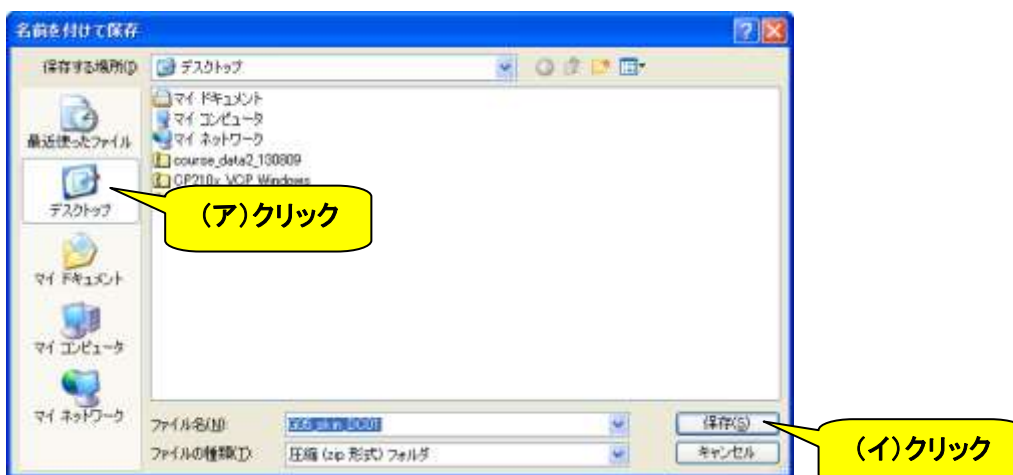 名前を付けて保存
保存する場所(I)
デスクトップ
マイ ドキュメント
マイ コンピュータ
マイ ネットワーク
course_data2_130809
CP210x_VCP_Windows
最近使ったファイル
デスクトップ
マイ ドキュメント
マイ コンピュータ
マイ ネットワーク
(ア)クリック
ファイル名(N):
ファイルの種類(T):
圧縮 (zip 形式) フォルダ
保存(S)
キャンセル
(イ)クリック